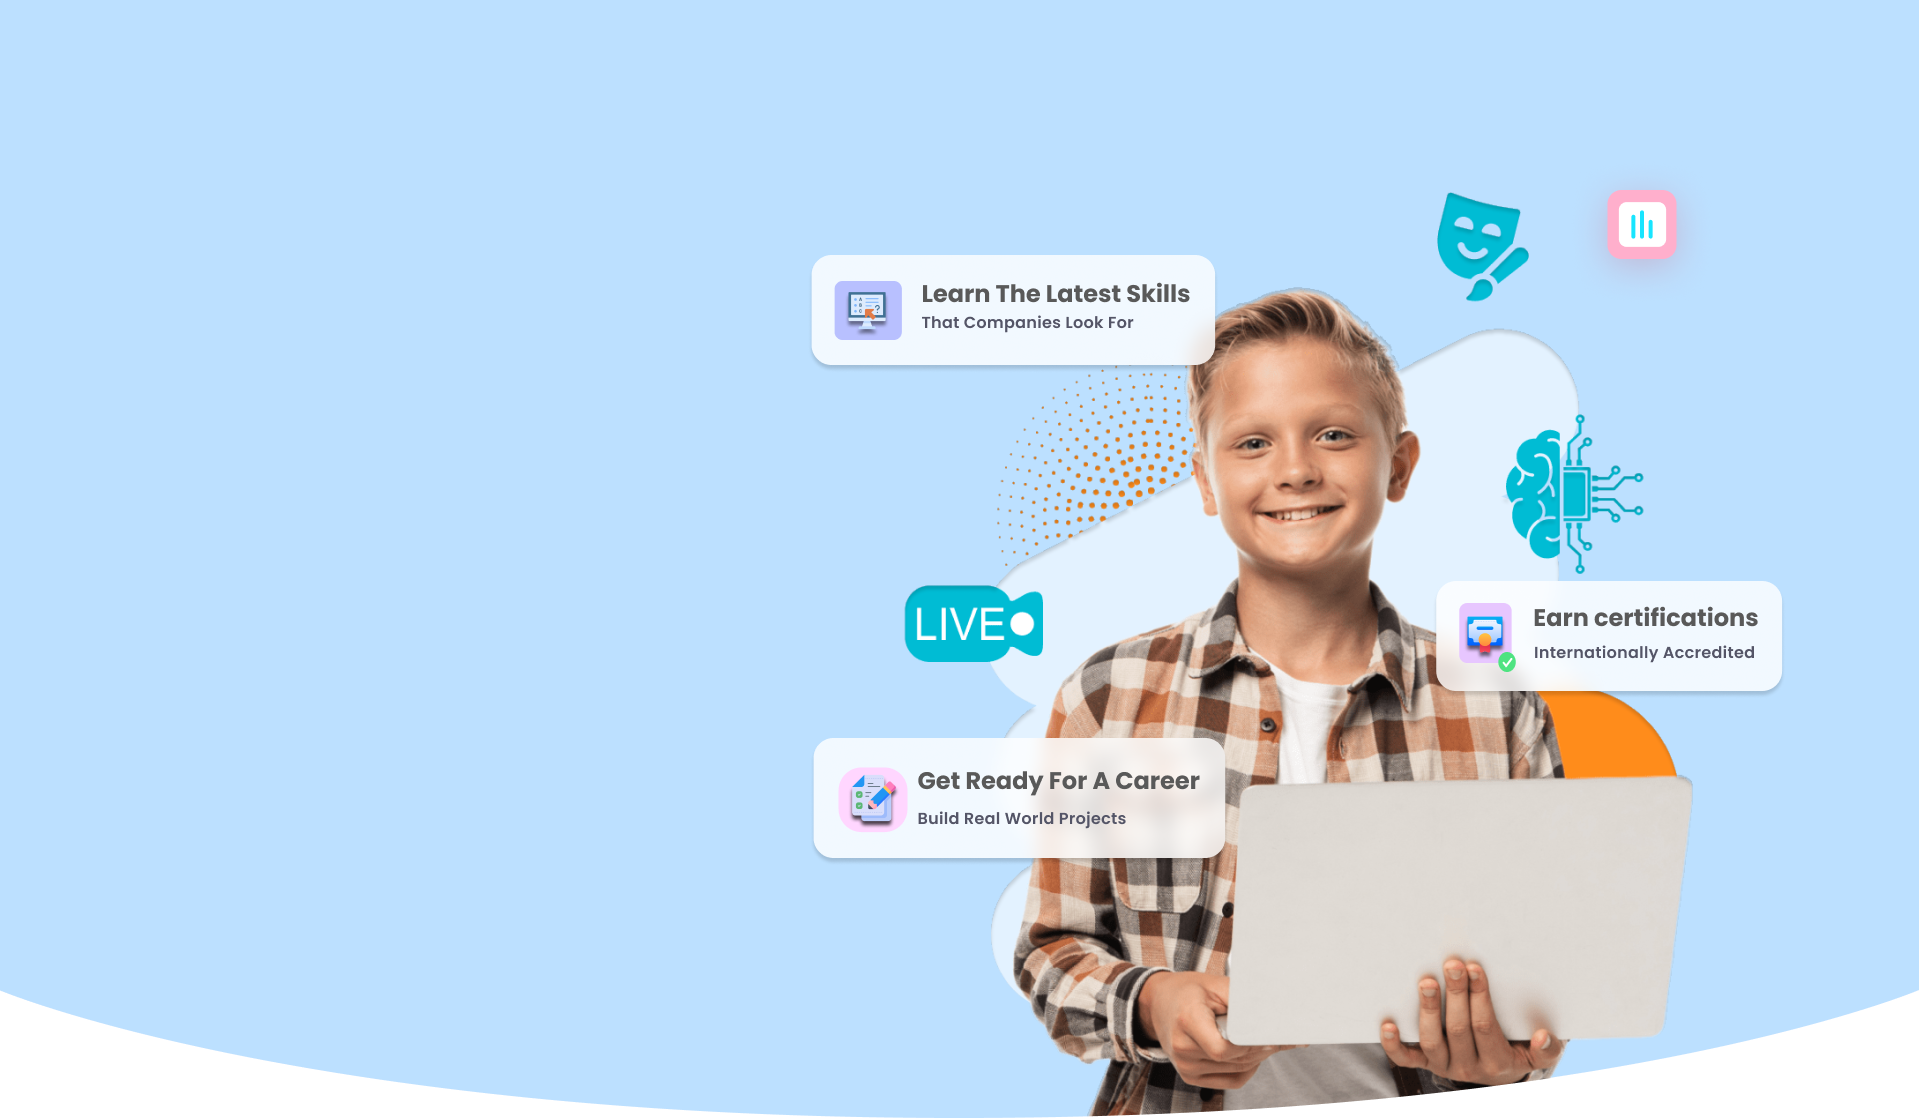 Learn The Latest Skills
That Companies Look For
LIVE
Earn certifications
Internationally Accredited
Get Ready For A Career
Build Real World Projects